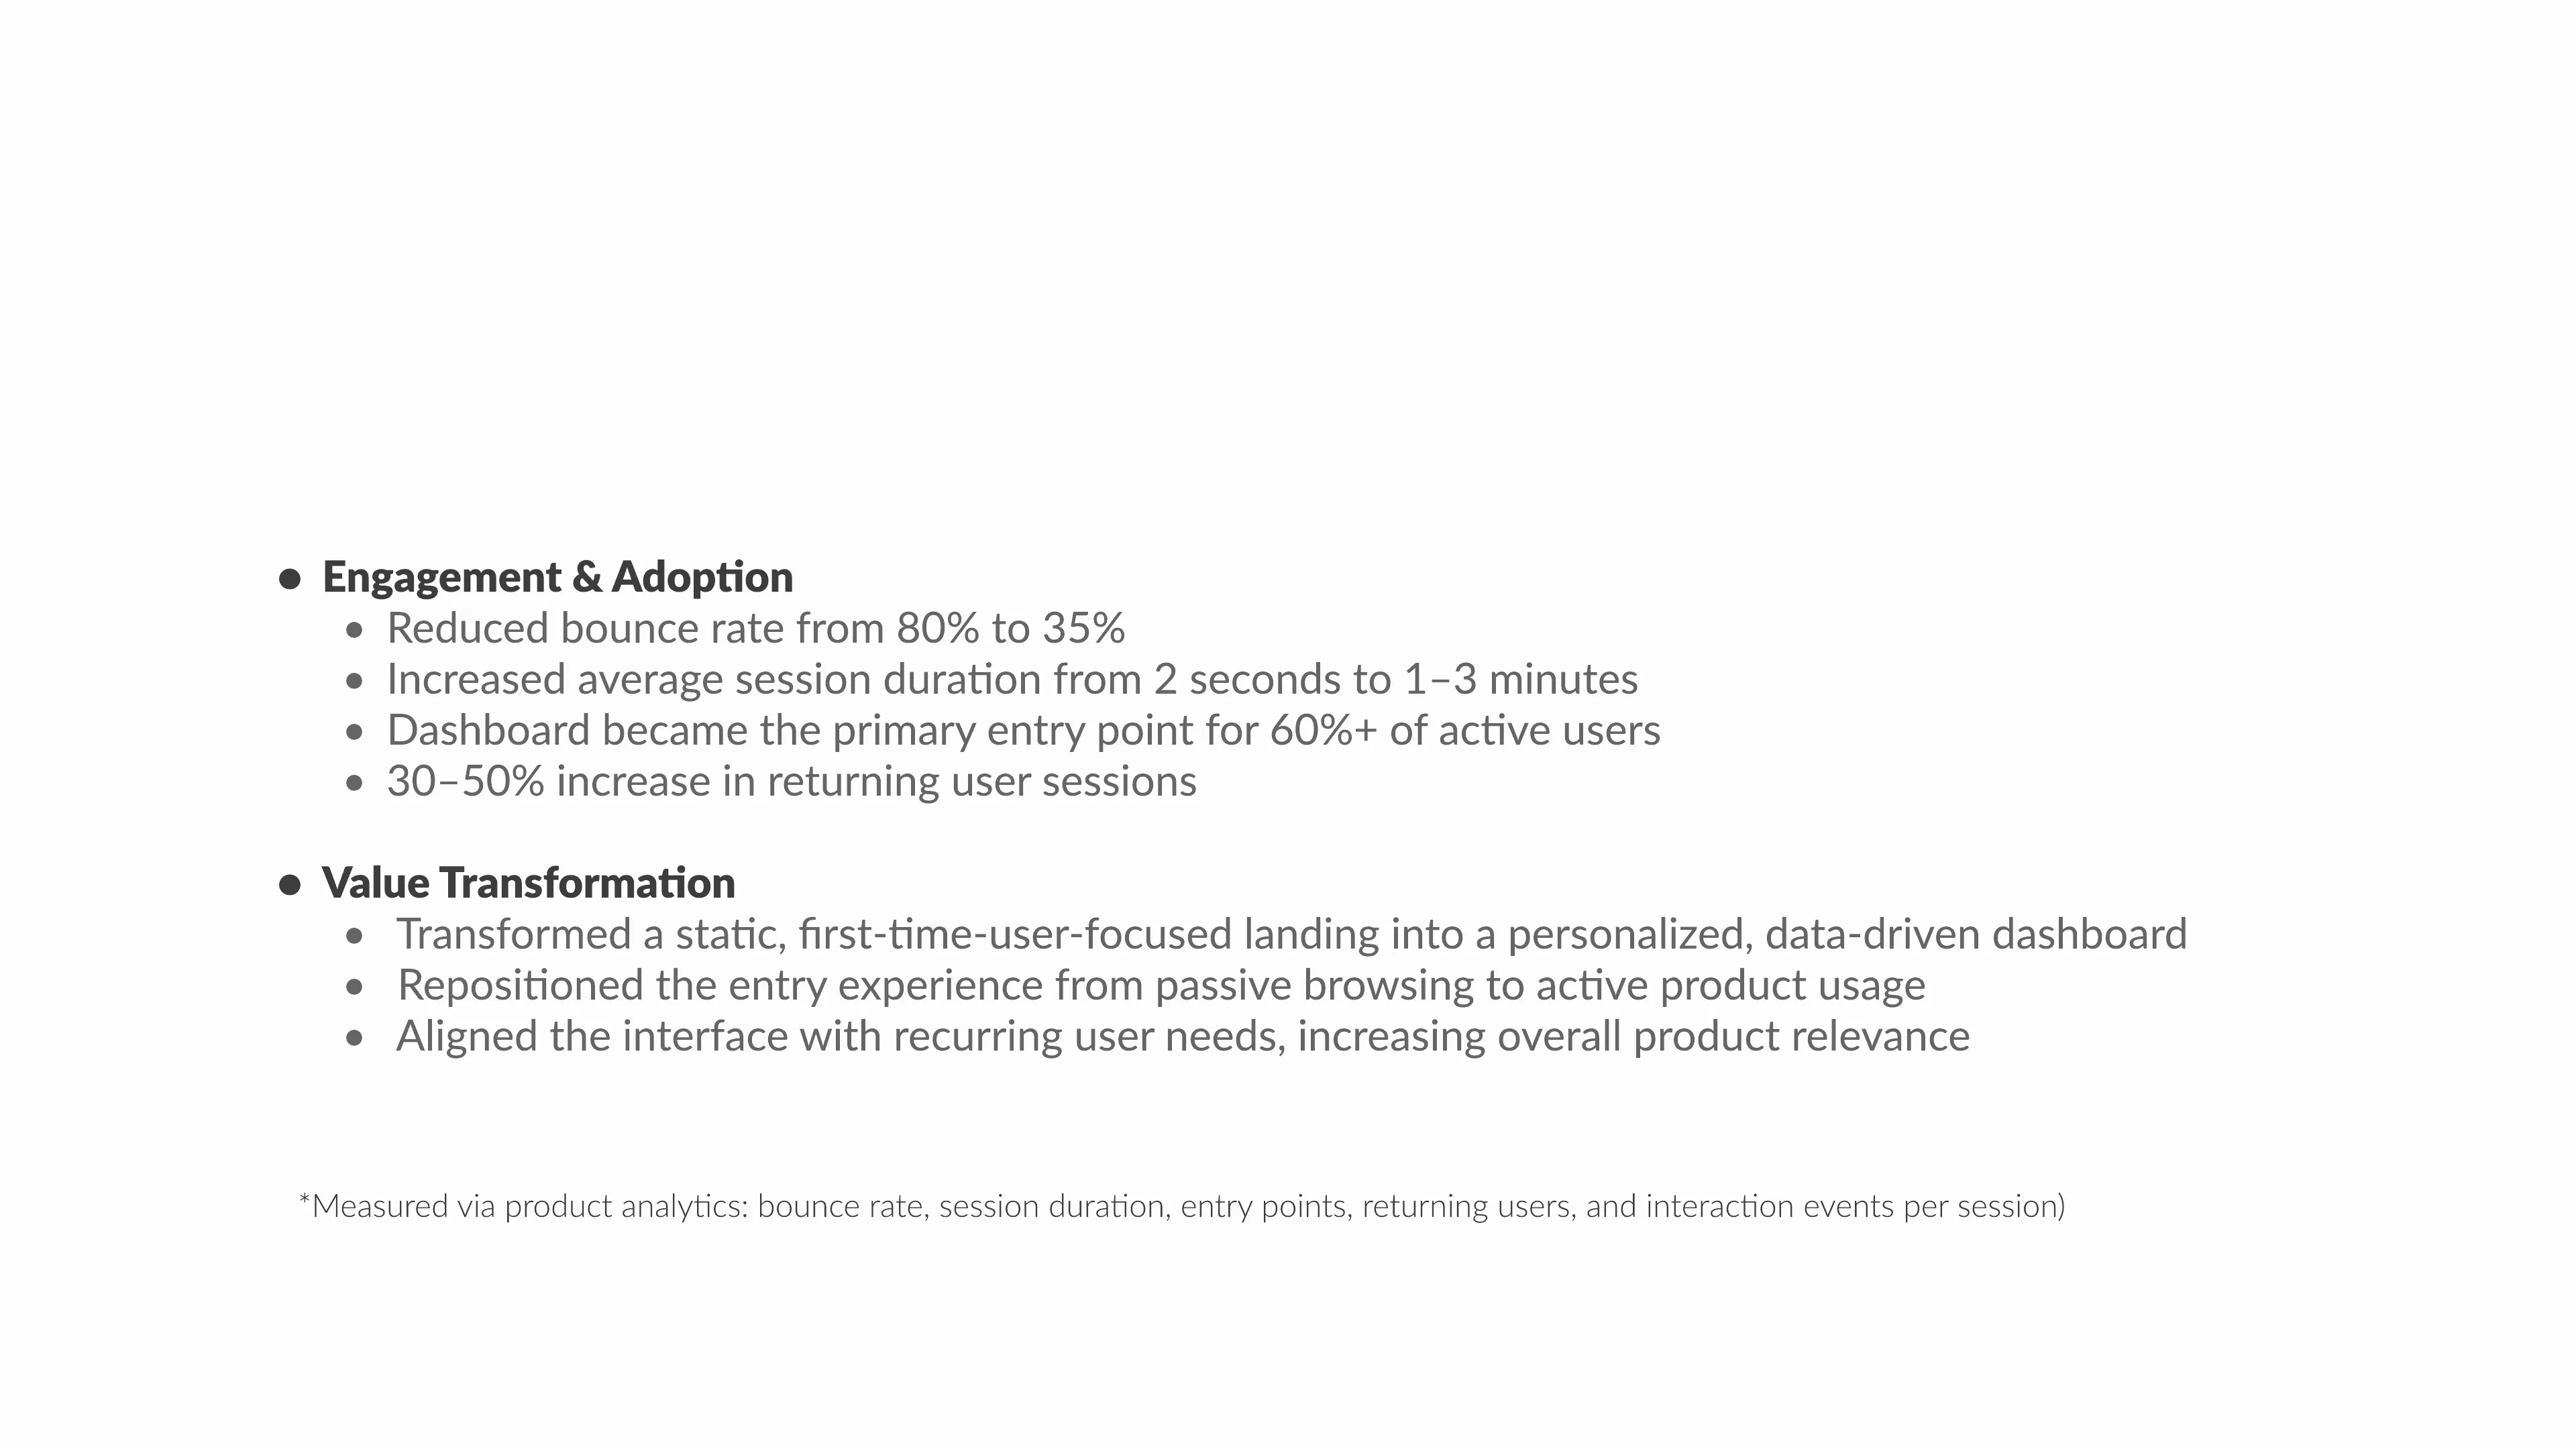 ● Engagement & Adoption
● Reduced bounce rate from 80% to 35%
● Increased average session duration from 2 seconds to 1–3 minutes
● Dashboard became the primary entry point for 60%+ of active users
● 30–50% increase in returning user sessions
● Value Transformation
● Transformed a static, first-time-user-focused landing into a personalized, data-driven dashboard
● Repositioned the entry experience from passive browsing to active product usage
● Aligned the interface with recurring user needs, increasing overall product relevance
*Measured via product analytics: bounce rate, session duration, entry points, returning users, and interaction events per session)